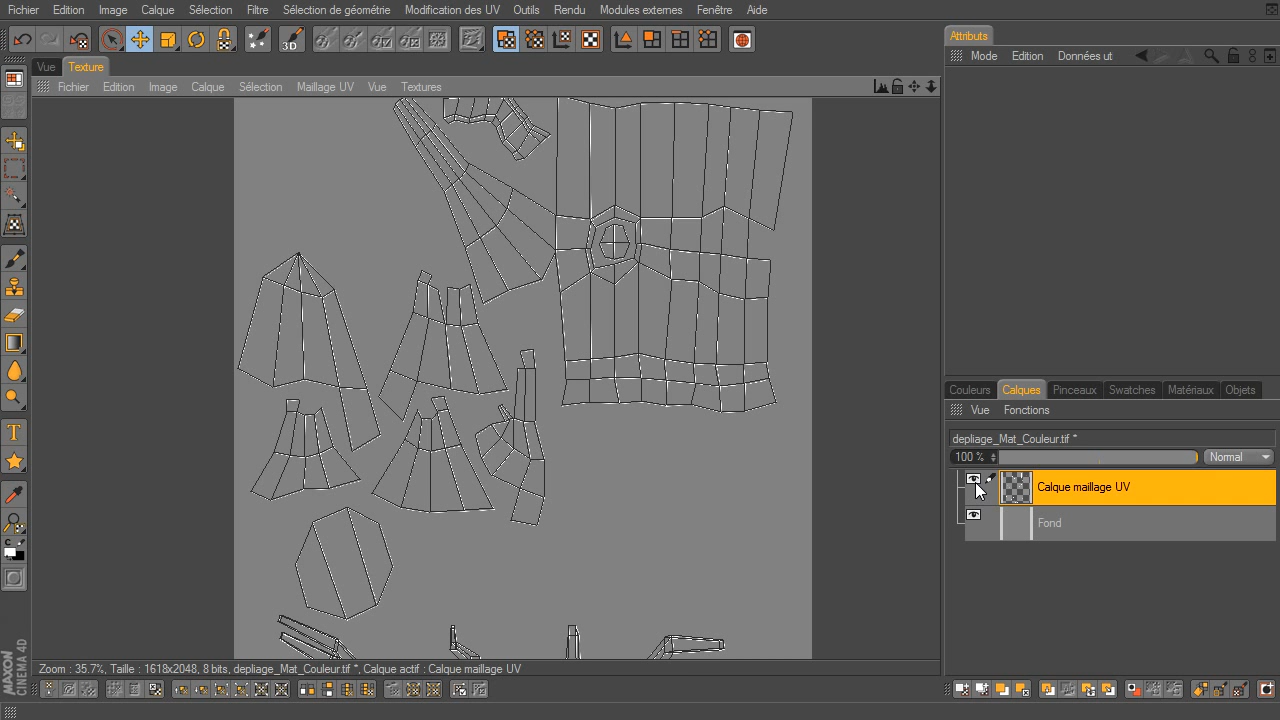 Fichier Edition Image Calque Sélection Filtre Sélection de géométrie Modification des UV Outils Rendu Modules externes Fenêtre Aide
3D
Vue Texture
Fichier Edition Image Calque Sélection Maillage UV Vue Textures
Attributs
Mode Edition Données ut
Couleurs Calques Pinceaux Swatches Matériaux Objets
Vue Fonctions
depliage_Mat_Couleur.tif *
100 % Normal
Calque maillage UV
Fond
T
C
Zoom : 35.7%, Taille : 1618x2048, 8 bits, depliage_Mat_Couleur.tif *, Calque actif : Calque maillage UV
MAXON
CINEMA 4D